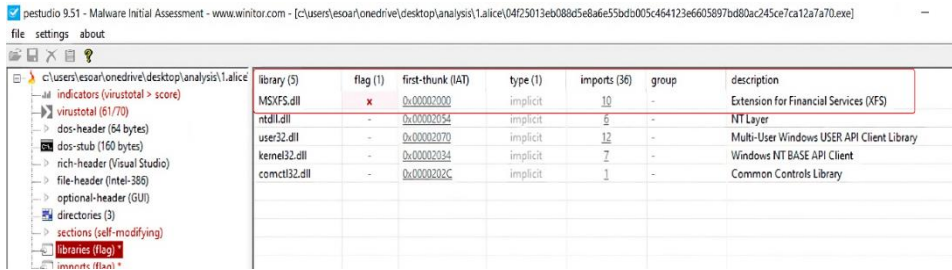 pestudio 9.51 - Malware Initial Assessment - www.winitor.com - [c:\users\esoar\onedrive\desktop\analysis\1.alice\04f25013eb088d5e8a6e55bdb005c464123e6605897bd80ac245ce7ca12a7a70.exe]
file settings about
c:\users\esoar\onedrive\desktop\analysis\1.alice'
indicators (virustotal > score)
virustotal (61/70)
dos-header (64 bytes)
dos-stub (160 bytes)
rich-header (Visual Studio)
file-header (Intel-386)
optional-header (GUI)
directories (3)
sections (self-modifying)
libraries (flag) *
imports (flag) *
library (5) flag (1) first-thunk (IAT) type (1) imports (36) group description
MSXFS.dll x 0x00002000 implicit 10 - Extension for Financial Services (XFS)
ntdll.dll - 0x00002054 implicit 6 - NT Layer
user32.dll - 0x00002070 implicit 12 - Multi-User Windows USER API Client Library
kernel32.dll - 0x00002034 implicit 7 - Windows NT BASE API Client
comctl32.dll - 0x0000202C implicit 1 - Common Controls Library